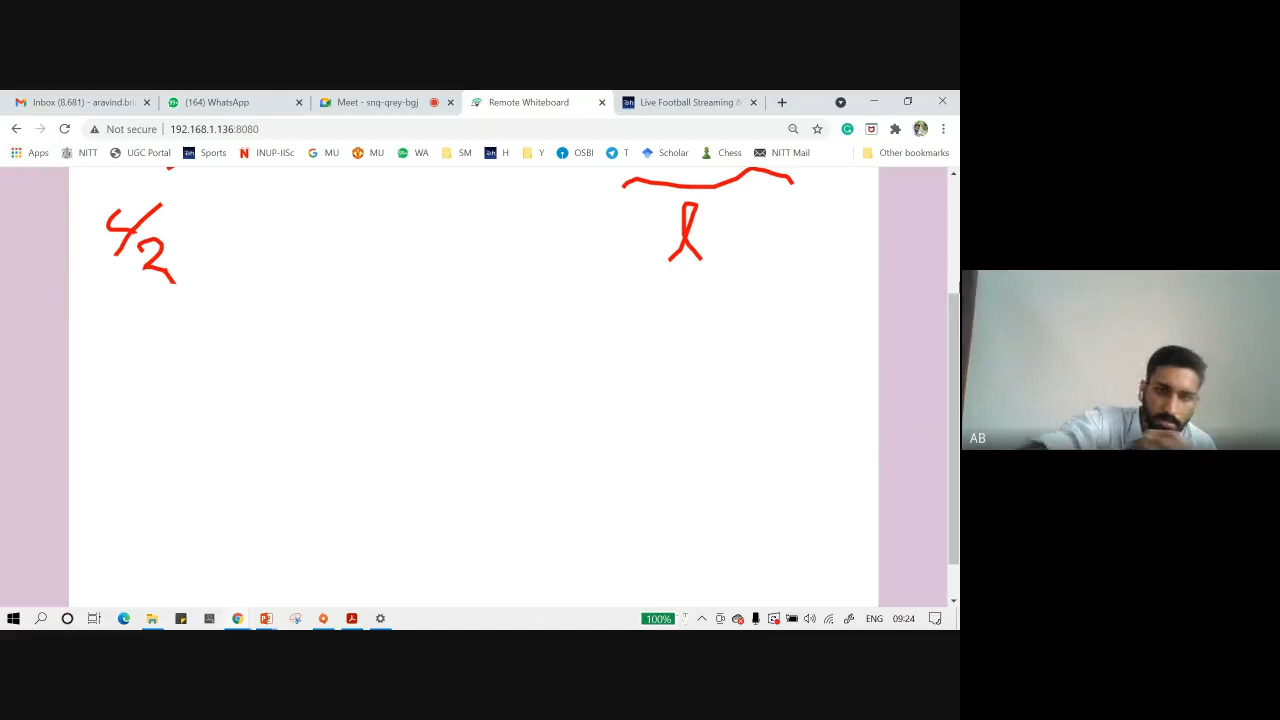 Inbox (8.681) - aravind.bri
(164) WhatsApp
Meet - snq-qrey-bgj
Remote Whiteboard
Live Football Streaming &
Not secure
192.168.1.136:8080
Apps
NITT
UGC Portal
Sports
INUP-IISc
MU
MU
WA
SM
H
Y
OSBI
T
Scholar
Chess
NITT Mail
Other bookmarks
l
/2
AB
100%
ENG
09:24